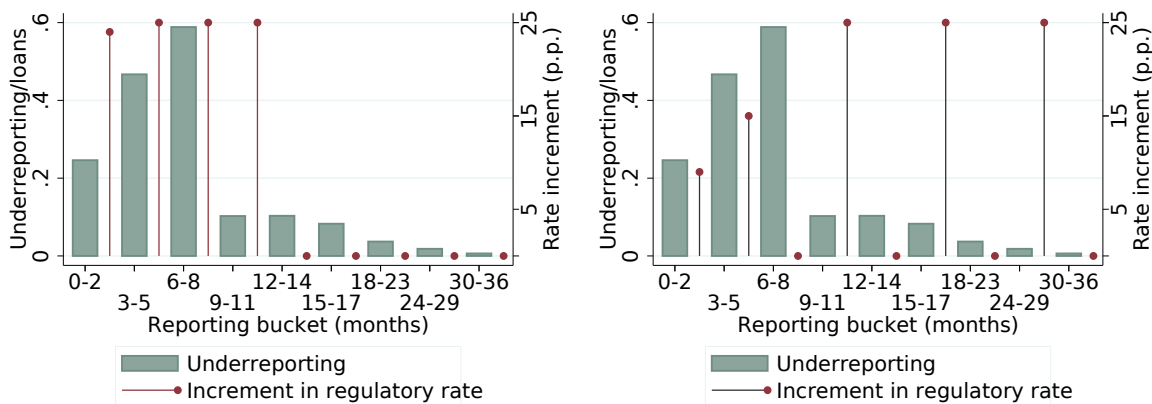 Underreporting/loans
0 .2 .4 .6
Rate increment (p.p.)
5 15 25
0-2 6-8 12-14 18-23 30-36
3-5 9-11 15-17 24-29
Reporting bucket (months)
Underreporting
Increment in regulatory rate
Underreporting/loans
0 .2 .4 .6
Rate increment (p.p.)
5 15 25
0-2 6-8 12-14 18-23 30-36
3-5 9-11 15-17 24-29
Reporting bucket (months)
Underreporting
Increment in regulatory rate